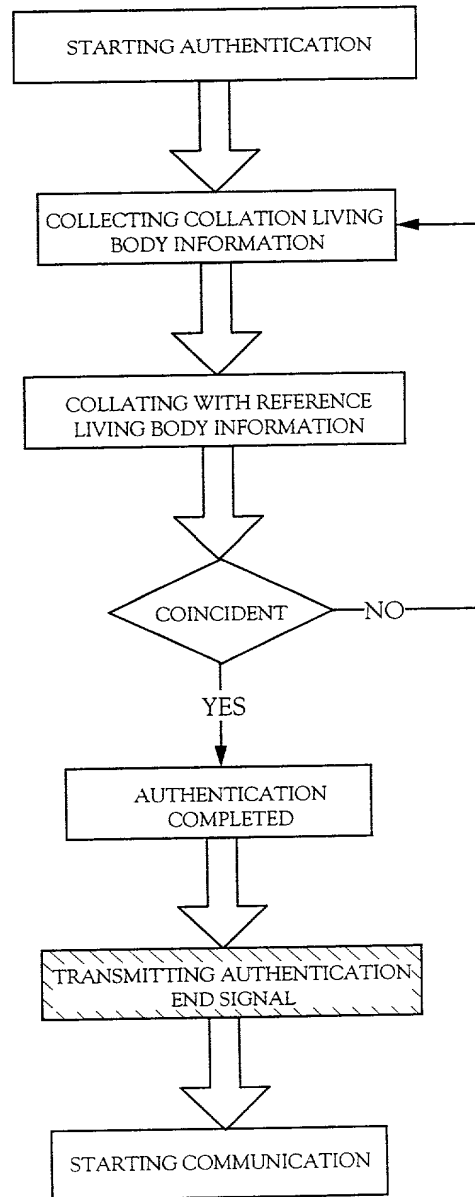 STARTING AUTHENTICATION
COLLECTING COLLATION LIVING
BODY INFORMATION
COLLATING WITH REFERENCE
LIVING BODY INFORMATION
COINCIDENT
NO
YES
AUTHENTICATION
COMPLETED
TRANSMITTING AUTHENTICATION
END SIGNAL
STARTING COMMUNICATION